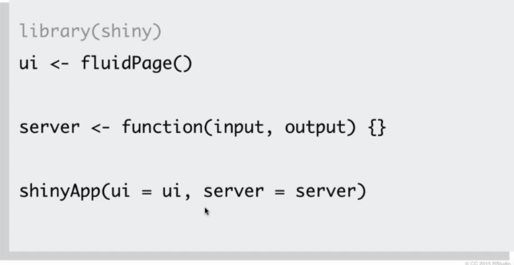 library(shiny)
ui <- fluidPage()
server <- function(input, output) {}
shinyApp(ui = ui, server = server)